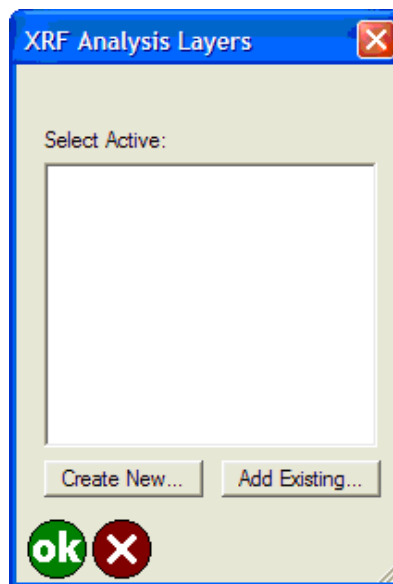 XRF Analysis Layers
Select Active:
Create New... Add Existing...
ok